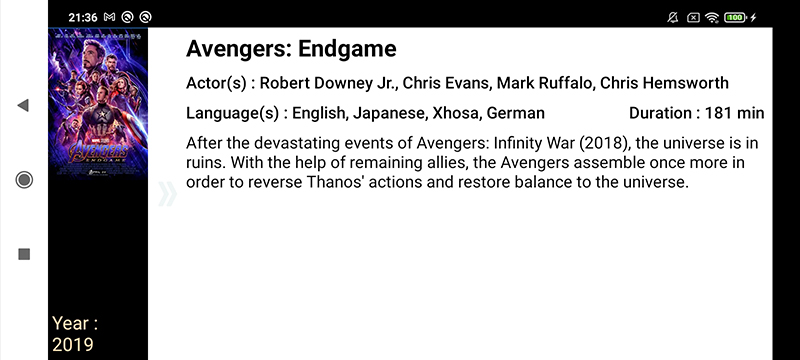 21:36
100
AVENGERS
ENDGAME
Year :
2019
Avengers: Endgame
Actor(s) : Robert Downey Jr., Chris Evans, Mark Ruffalo, Chris Hemsworth
Language(s) : English, Japanese, Xhosa, German Duration : 181 min
After the devastating events of Avengers: Infinity War (2018), the universe is in
ruins. With the help of remaining allies, the Avengers assemble once more in
order to reverse Thanos' actions and restore balance to the universe.